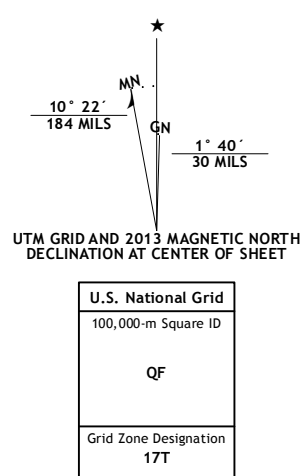 ★
MN
GN
10° 22´
184 MILS
1° 40´
30 MILS
UTM GRID AND 2013 MAGNETIC NORTH
DECLINATION AT CENTER OF SHEET
U.S. National Grid
100,000-m Square ID
QF
Grid Zone Designation
17T